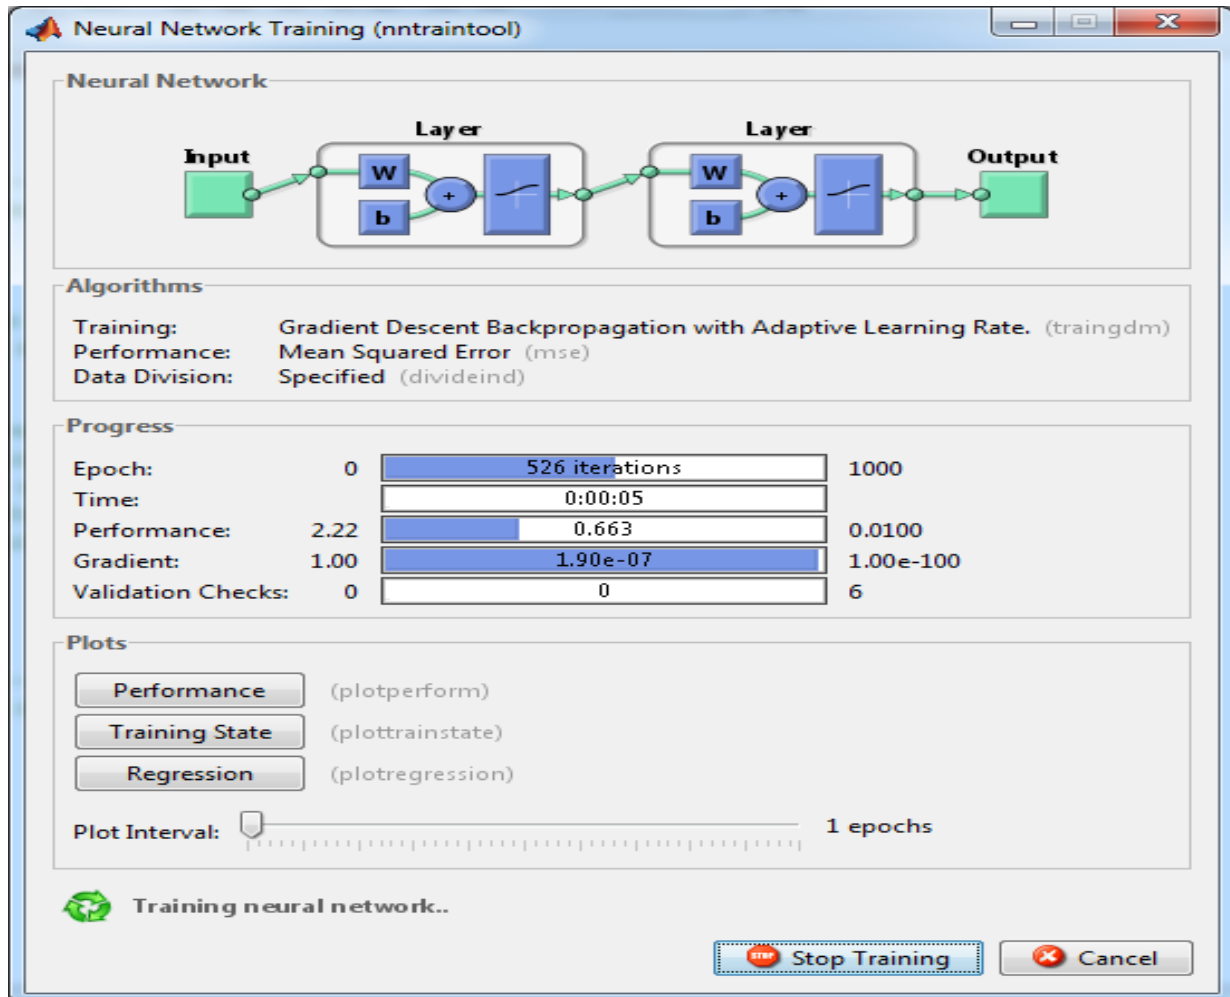 Neural Network Training (nntraintool)
Neural Network
Layer Layer
Input Output
W W
+ +
b b
Algorithms
Training: Gradient Descent Backpropagation with Adaptive Learning Rate. (traingdm)
Performance: Mean Squared Error (mse)
Data Division: Specified (divideind)
Progress
Epoch: 0 526 iterations 1000
Time: 0:00:05
Performance: 2.22 0.663 0.0100
Gradient: 1.00 1.90e-07 1.00e-100
Validation Checks: 0 0 6
Plots
Performance (plotperform)
Training State (plottrainstate)
Regression (plotregression)
Plot Interval: 1 epochs
Training neural network..
STOP Stop Training Cancel